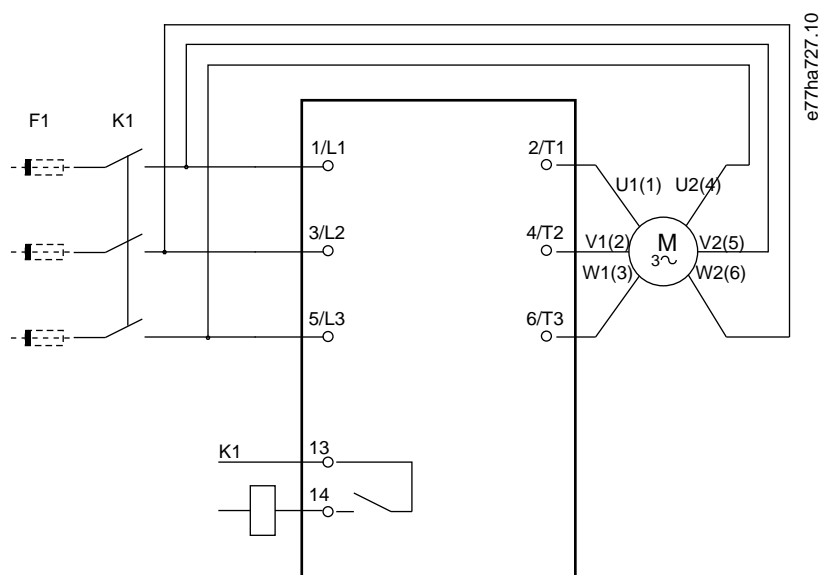 e77ha727.10
F1
K1
1/L1
2/T1
U1(1)
U2(4)
3/L2
4/T2
V1(2)
M
3~
V2(5)
W1(3)
W2(6)
5/L3
6/T3
K1
13
14